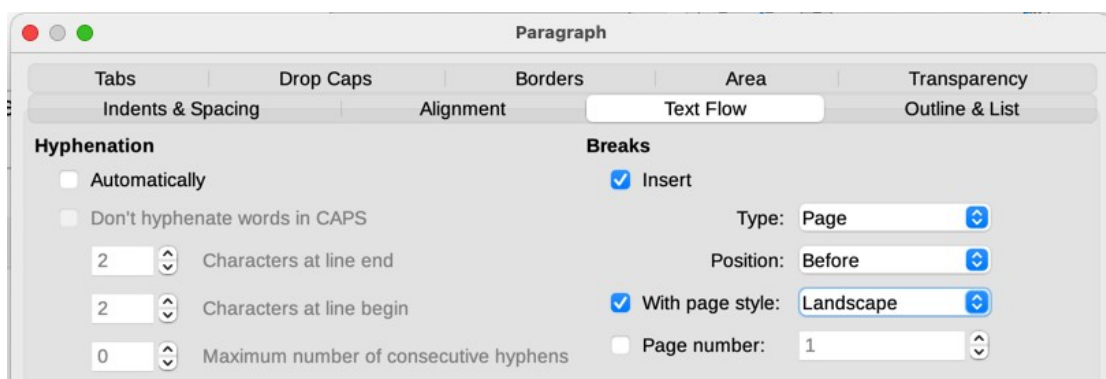 Paragraph
Tabs Drop Caps Borders Area Transparency
Indents & Spacing Alignment Text Flow Outline & List
Hyphenation
Automatically
Don't hyphenate words in CAPS
2 Characters at line end
2 Characters at line begin
0 Maximum number of consecutive hyphens
Breaks
Insert
Type: Page
Position: Before
With page style: Landscape
Page number: 1